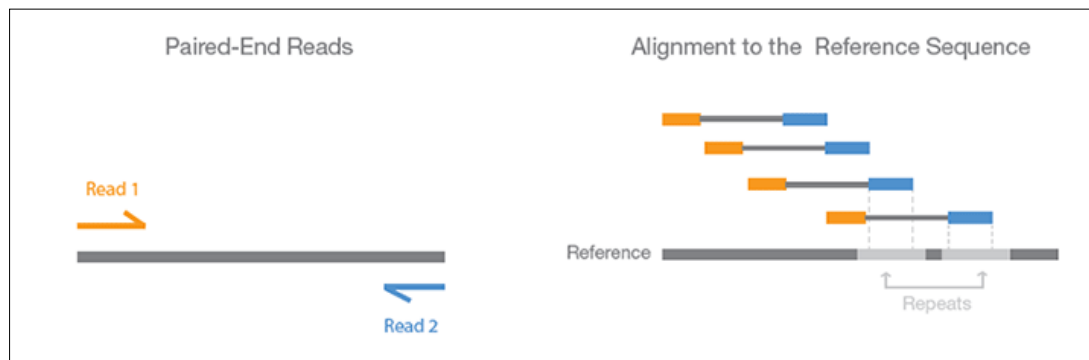 Paired-End Reads
Alignment to the Reference Sequence
Read 1
Read 2
Reference
Repeats